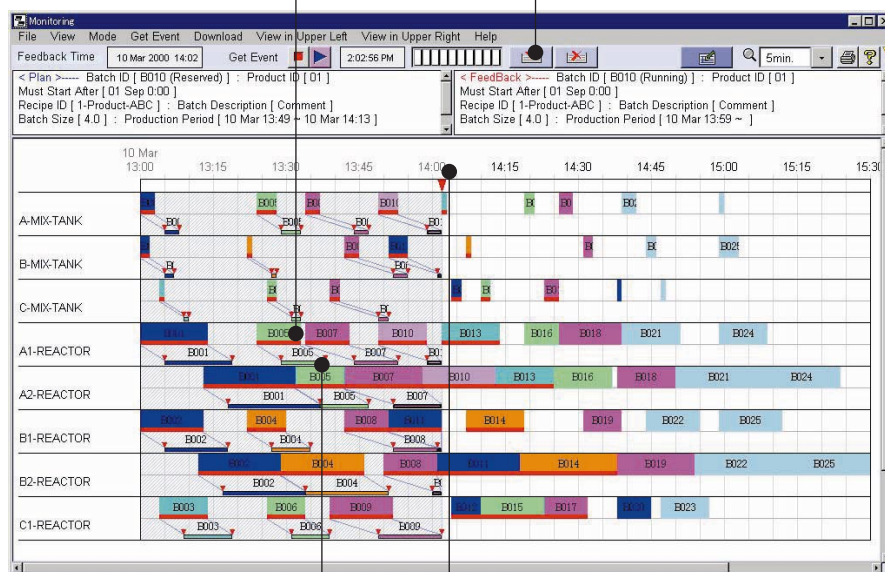 Monitoring
File View Mode Get Event Download View in Upper Left View in Upper Right Help
Feedback Time 10 Mar 2000 14:02 Get Event 2:02:56 PM 5min.
< Plan >----- Batch ID [ B010 (Reserved) ] : Product ID [ 01 ]
Must Start After [ 01 Sep 0:00 ]
Recipe ID [ 1-Product-ABC ] : Batch Description [ Comment ]
Batch Size [ 4.0 ] : Production Period [ 10 Mar 13:49 ~ 10 Mar 14:13 ]
< FeedBack >----- Batch ID [ B010 (Running) ] : Product ID [ 01 ]
Must Start After [ 01 Sep 0:00 ]
Recipe ID [ 1-Product-ABC ] : Batch Description [ Comment ]
Batch Size [ 4.0 ] : Production Period [ 10 Mar 13:59 ~ ]
10 Mar
13:00 13:15 13:30 13:45 14:00 14:15 14:30 14:45 15:00 15:15 15:30
A-MIX-TANK
B-MIX-TANK
B025
C-MIX-TANK
B005 B007 B010 B013 B016 B018 B021 B024
A1-REACTOR
B001 B005 B007
B005 B007 B010 B013 B016 B018 B021 B024
A2-REACTOR
B001 B005 B007
B004 B008 B011 B014 B019 B022 B025
B1-REACTOR
B002 B004 B008
B002 B004 B008 B011 B014 B019 B022 B025
B2-REACTOR
B002 B004
B003 B006 B009 B012 B015 B017 B020 B023
C1-REACTOR
B003 B006 B009